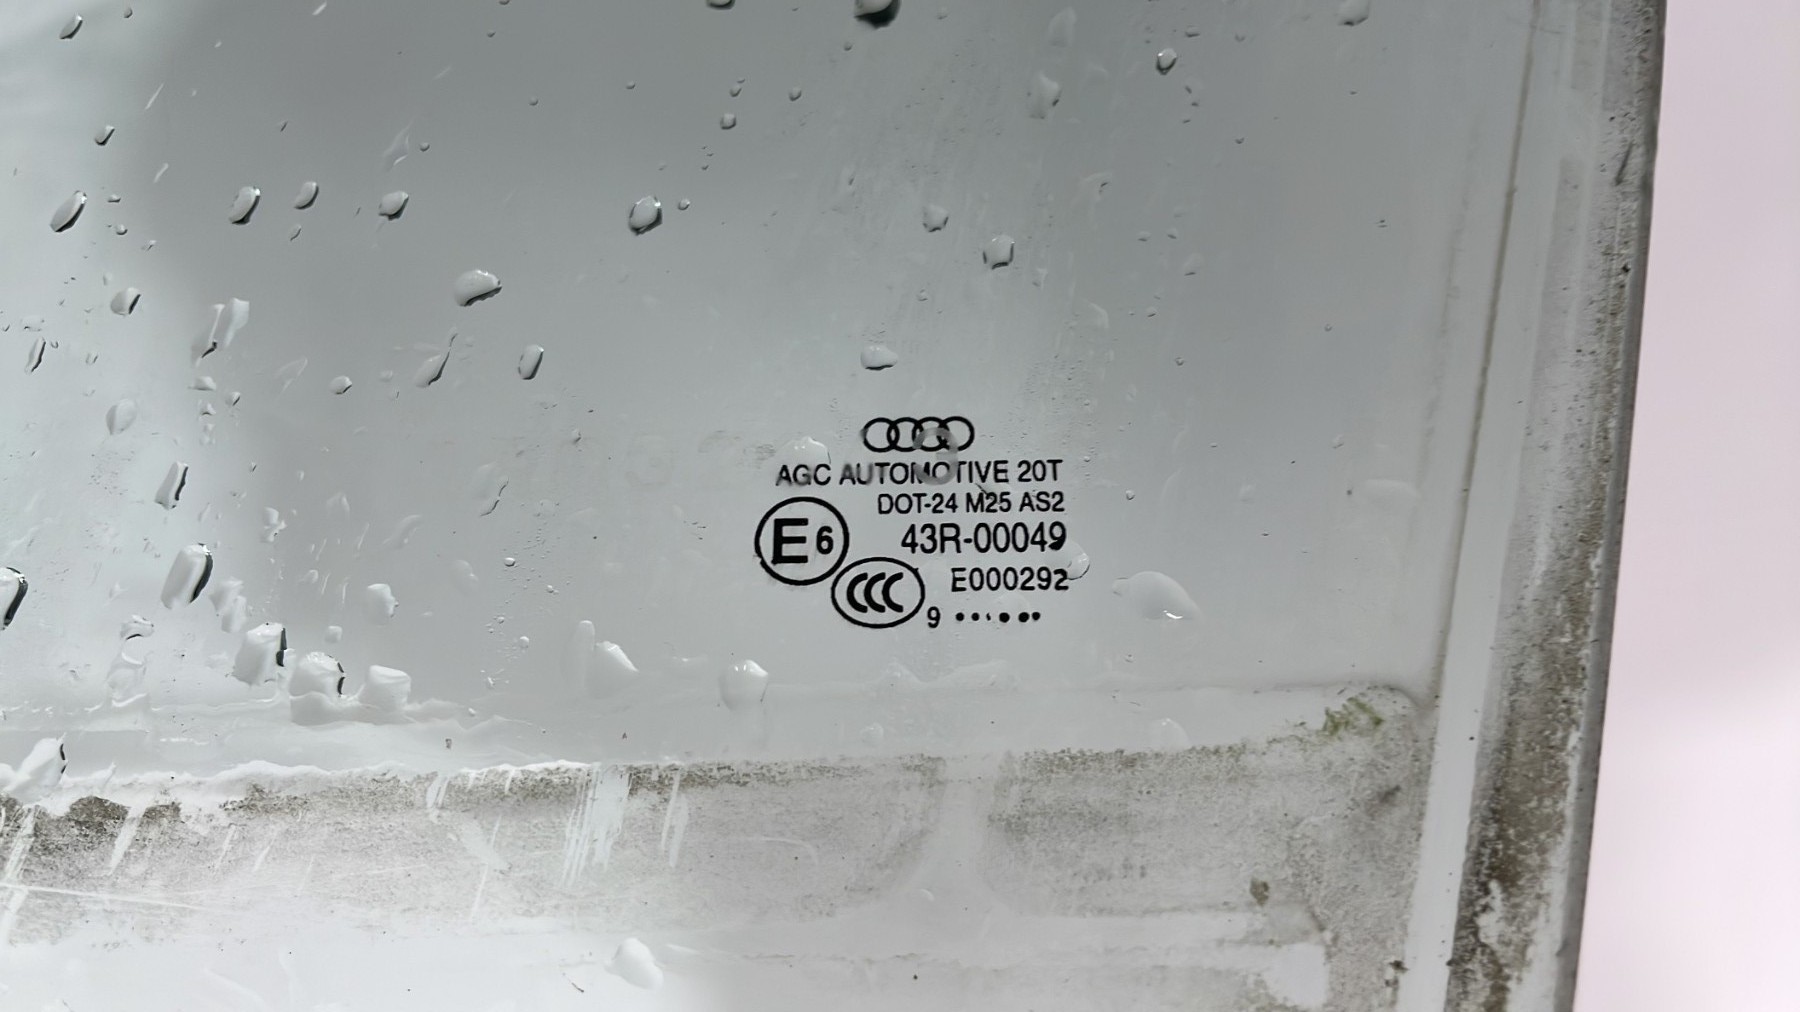 AGC AUTOMOTIVE 20T
DOT-24 M25 AS2
E6 43R-00049
CCC E000292
9 ••••••